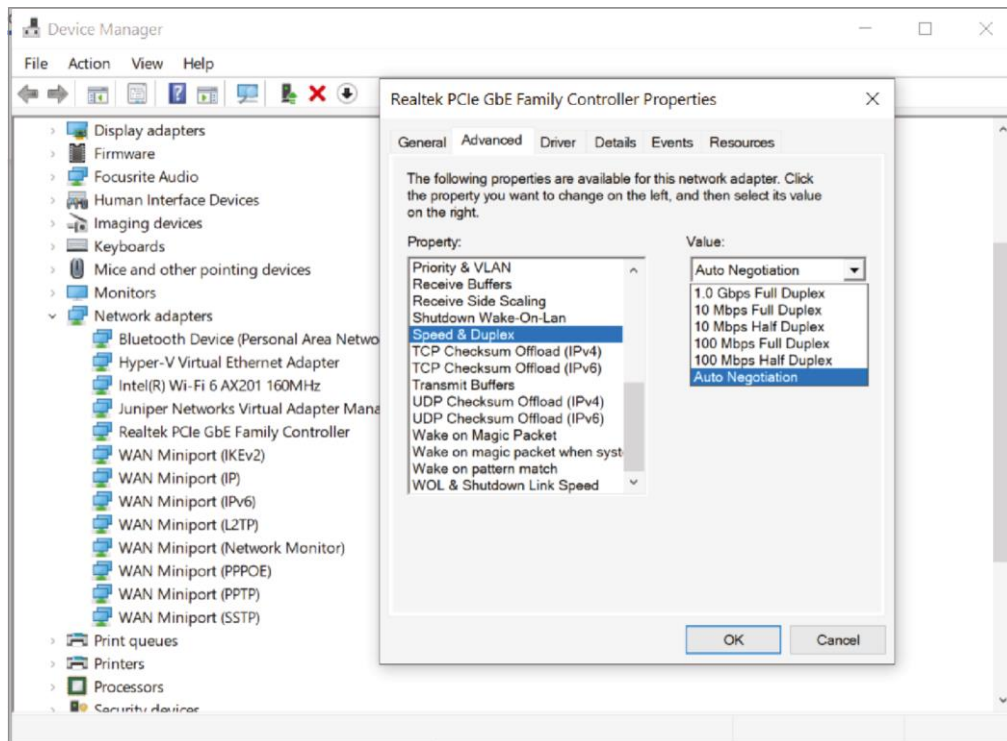 Device Manager
File Action View Help
Display adapters
Firmware
Focusrite Audio
Human Interface Devices
Imaging devices
Keyboards
Mice and other pointing devices
Monitors
Network adapters
Bluetooth Device (Personal Area Netwo
Hyper-V Virtual Ethernet Adapter
Intel(R) Wi-Fi 6 AX201 160MHz
Juniper Networks Virtual Adapter Mana
Realtek PCIe GbE Family Controller
WAN Miniport (IKEv2)
WAN Miniport (IP)
WAN Miniport (IPv6)
WAN Miniport (L2TP)
WAN Miniport (Network Monitor)
WAN Miniport (PPPOE)
WAN Miniport (PPTP)
WAN Miniport (SSTP)
Print queues
Printers
Processors
Security devices
Realtek PCIe GbE Family Controller Properties
General Advanced Driver Details Events Resources
The following properties are available for this network adapter. Click
the property you want to change on the left, and then select its value
on the right.
Property:
Priority & VLAN
Receive Buffers
Receive Side Scaling
Shutdown Wake-On-Lan
Speed & Duplex
TCP Checksum Offload (IPv4)
TCP Checksum Offload (IPv6)
Transmit Buffers
UDP Checksum Offload (IPv4)
UDP Checksum Offload (IPv6)
Wake on Magic Packet
Wake on magic packet when syst
Wake on pattern match
WOL & Shutdown Link Speed
Value:
Auto Negotiation
1.0 Gbps Full Duplex
10 Mbps Full Duplex
10 Mbps Half Duplex
100 Mbps Full Duplex
100 Mbps Half Duplex
Auto Negotiation
OK Cancel